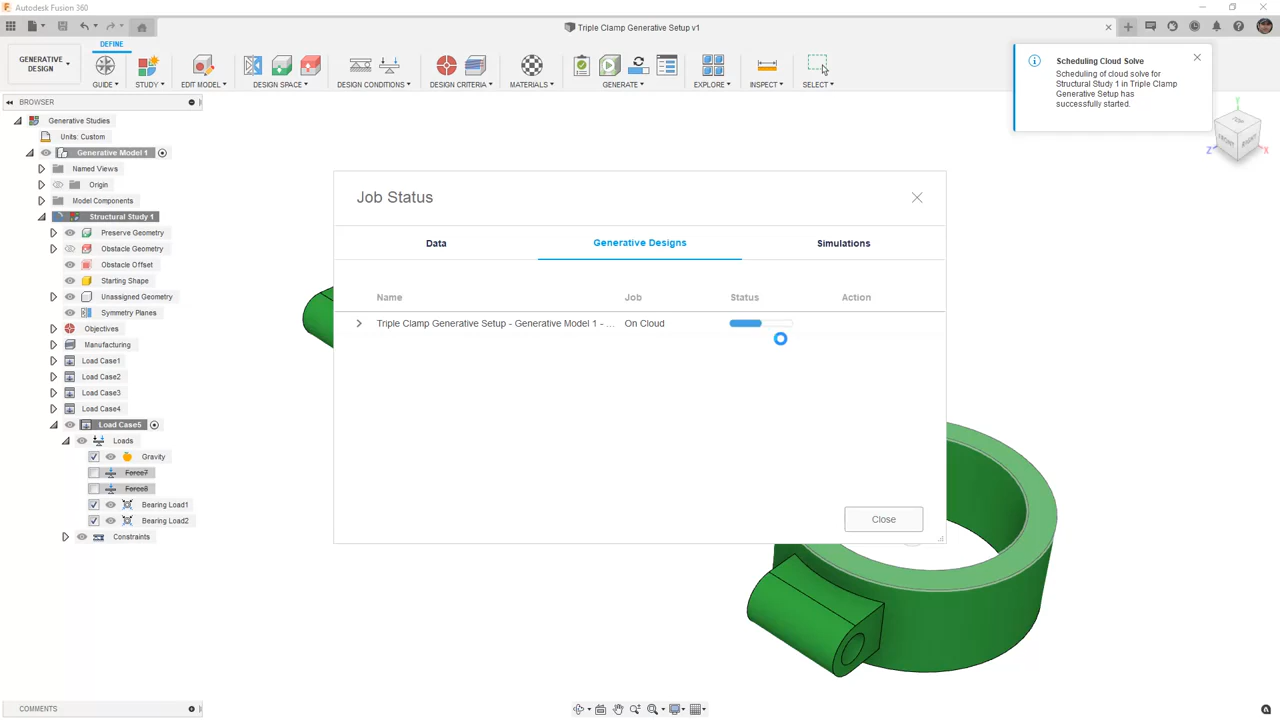 Autodesk Fusion 360
Triple Clamp Generative Setup v1
DEFINE
GENERATIVE
DESIGN
GUIDE
STUDY
EDIT MODEL
DESIGN SPACE
DESIGN CONDITIONS
DESIGN CRITERIA
MATERIALS
GENERATE
EXPLORE
INSPECT
SELECT
Scheduling Cloud Solve
Scheduling of cloud solve for
Structural Study 1 in Triple Clamp
Generative Setup has
successfully started.
BROWSER
Generative Studies
Units: Custom
Generative Model 1
Named Views
Origin
Model Components
Structural Study 1
Preserve Geometry
Obstacle Geometry
Obstacle Offset
Starting Shape
Unassigned Geometry
Symmetry Planes
Objectives
Manufacturing
Load Case1
Load Case2
Load Case3
Load Case4
Load Case5
Loads
Gravity
Force7
Force8
Bearing Load1
Bearing Load2
Constraints
Job Status
Data
Generative Designs
Simulations
Name
Job
Status
Action
Triple Clamp Generative Setup - Generative Model 1 - ...
On Cloud
Close
TOP
FRONT
RIGHT
Y
Z
X
COMMENTS